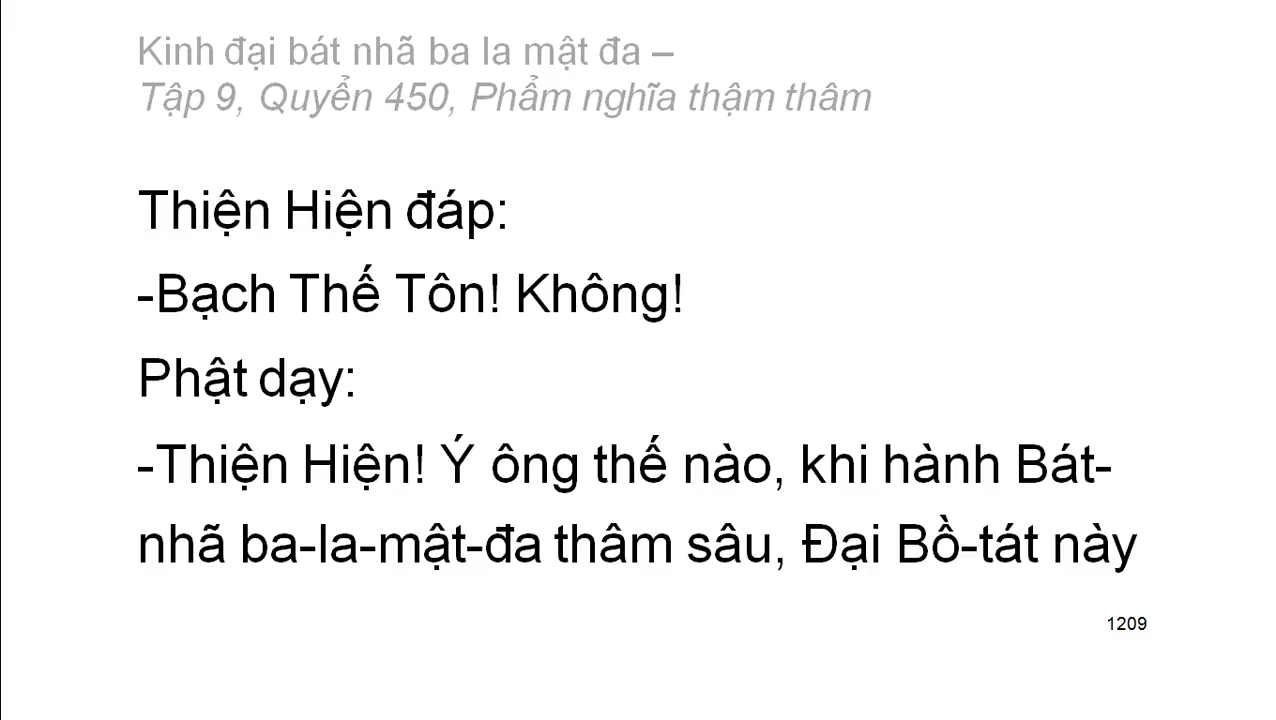 Kinh đại bát nhã ba la mật đa –
Tập 9, Quyển 450, Phẩm nghĩa thậm thâm
Thiện Hiện đáp:
-Bạch Thế Tôn! Không!
Phật dạy:
-Thiện Hiện! Ý ông thế nào, khi hành Bát-
nhã ba-la-mật-đa thâm sâu, Đại Bồ-tát này
1209